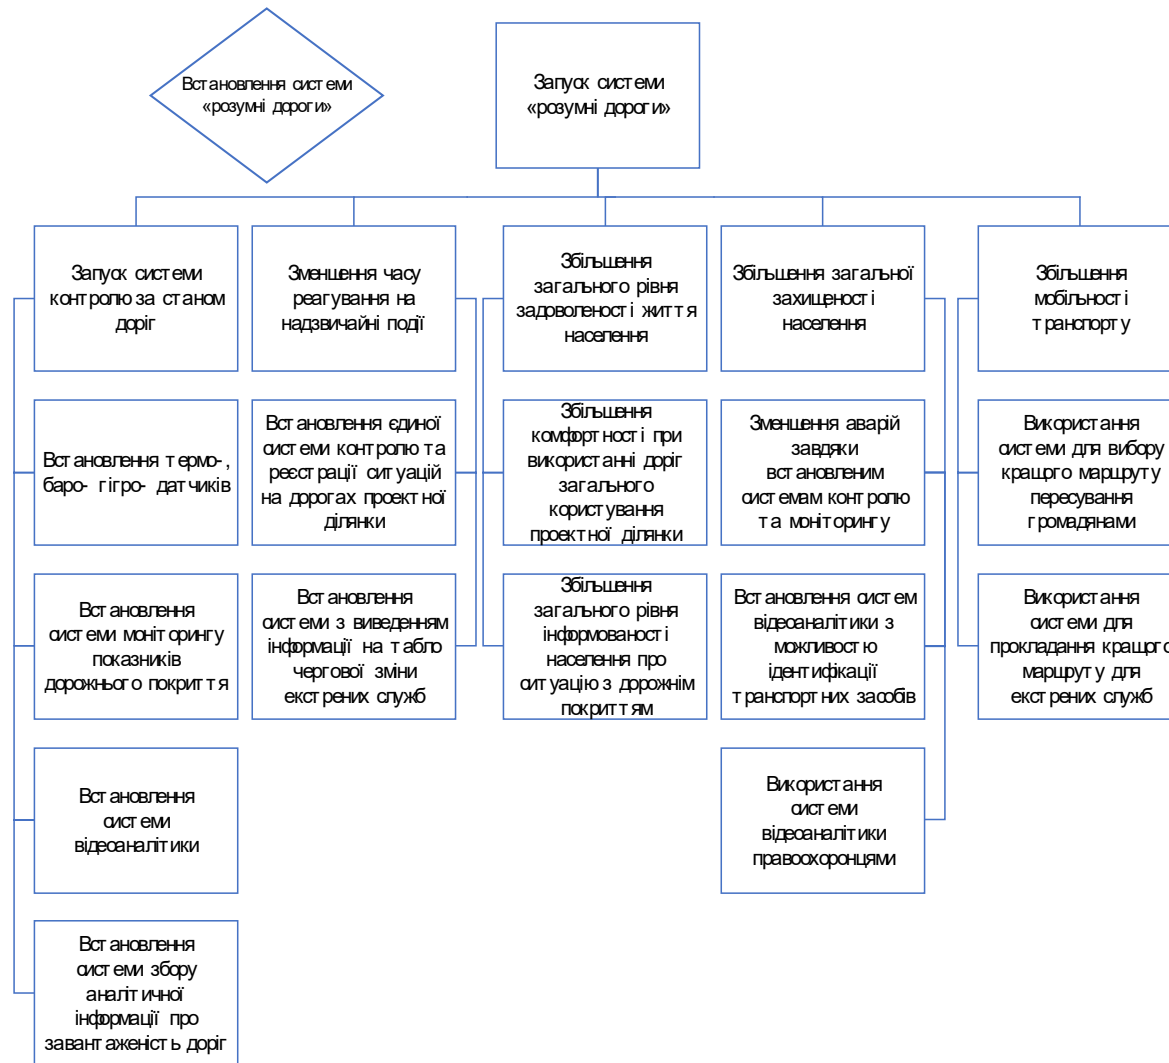 Встановлення системи
«розумні дороги»
Запуск системи
«розумні дороги»
Запуск системи
контролю за станом
доріг
Зменшення часу
реагування на
надзвичайні події
Збільшення
загального рівня
задоволеності життя
населення
Збільшення загальної
захищеності
населення
Збільшення
мобільності
транспорту
Встановлення термо-,
баро- гігро- датчиків
Встановлення єдиної
системи контролю та
реєстрації ситуацій
на дорогах проектної
ділянки
Збільшення
комфортності при
використанні доріг
загального
користування
проектної ділянки
Зменшення аварій
завдяки
встановленим
системам контролю
та моніторингу
Використання
системи для вибору
кращого маршруту
пересування
громадянами
Встановлення
системи моніторингу
показників
дорожнього покриття
Встановлення
системи з виведенням
інформації на табло
чергової зміни
екстрених служб
Збільшення
загального рівня
інформованості
населення про
ситуацію з дорожнім
покриттям
Встановлення систем
відеоаналітики з
можливостю
ідентифікації
транспортних засобів
Використання
системи для
прокладання кращого
маршруту для
екстрених служб
Встановлення
системи
відеоаналітики
Використання
системи
відеоаналітики
правоохоронцями
Встановлення
системи збору
аналітичної
інформації про
завантаженість доріг